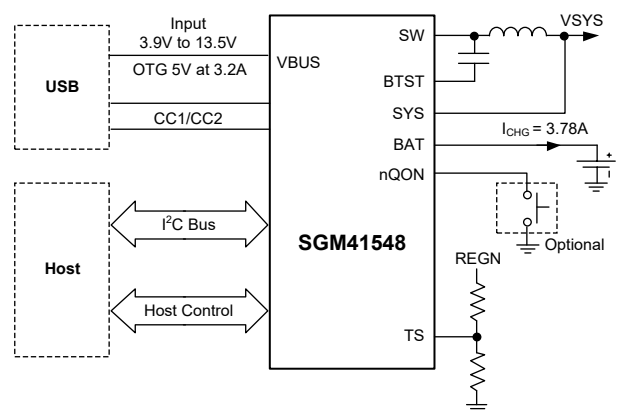 Input
3.9V to 13.5V
OTG 5V at 3.2A
USB
CC1/CC2
VBUS
SW
VSYS
BTST
SYS
BAT
I_CHG = 3.78A
+
nQON
Optional
I²C Bus
SGM41548
Host
Host Control
REGN
TS